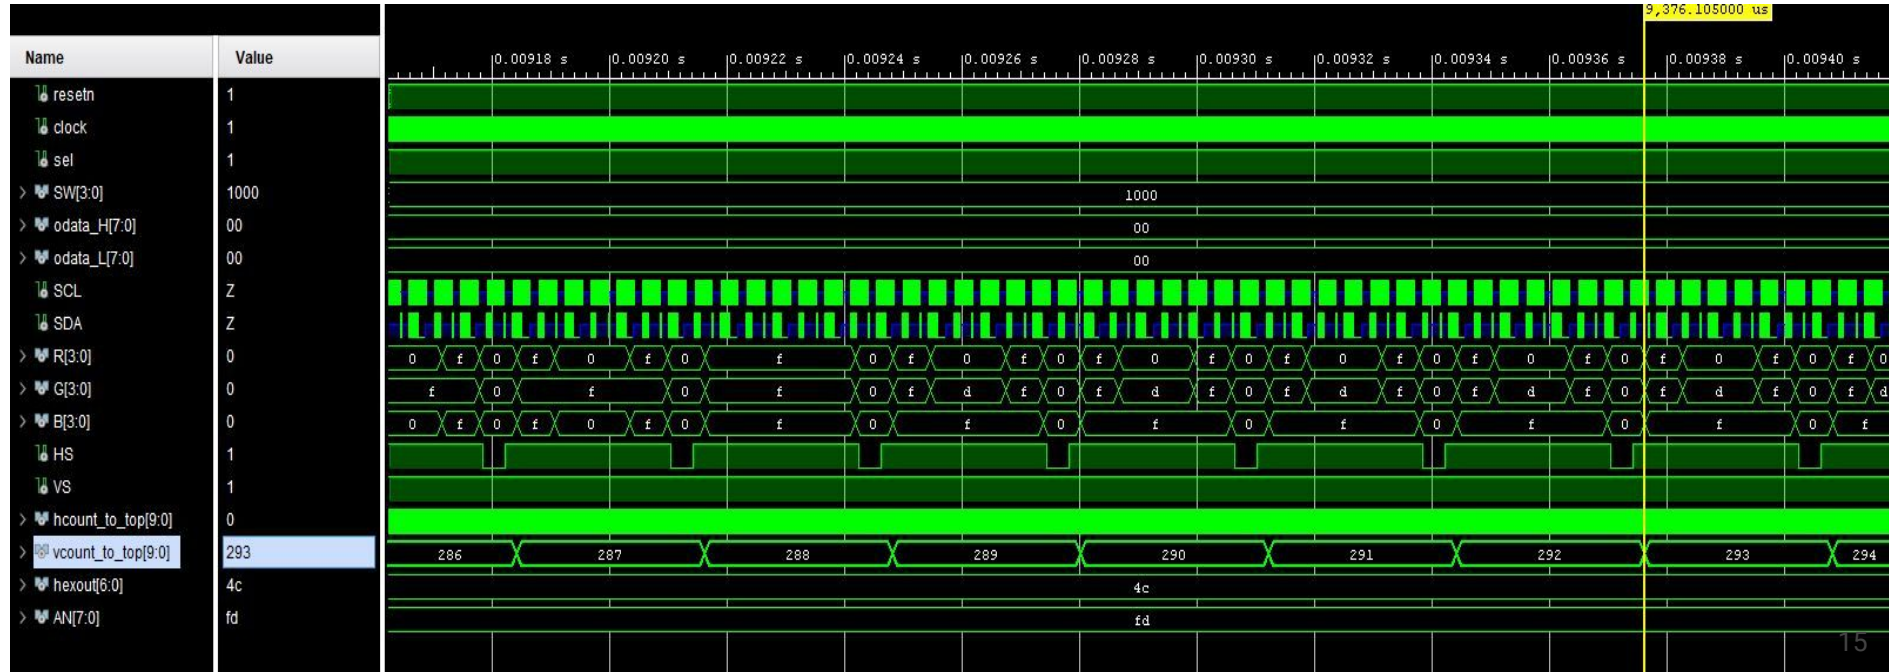 9,376.105000 us
Name Value 0.00918 s 0.00920 s 0.00922 s 0.00924 s 0.00926 s 0.00928 s 0.00930 s 0.00932 s 0.00934 s 0.00936 s 0.00938 s 0.00940 s
resetn 1
clock 1
sel 1
SW[3:0] 1000 1000
odata_H[7:0] 00 00
odata_L[7:0] 00 00
SCL Z
SDA Z
R[3:0] 0 0 f 0 f 0 f 0 f 0 f 0 f 0 f 0 f 0 f 0 f 0 f 0 f 0 f 0 f 0 f 0
G[3:0] 0 f 0 f 0 f 0 f d f 0 f d f 0 f d f 0 f d f 0 f d f 0 f d
B[3:0] 0 0 f 0 f 0 f 0 f 0 f 0 f 0 f 0 f 0 f 0 f
HS 1
VS 1
hcount_to_top[9:0] 0
vcount_to_top[9:0] 293 286 287 288 289 290 291 292 293 294
hexout[6:0] 4c 4c
AN[7:0] fd fd
15